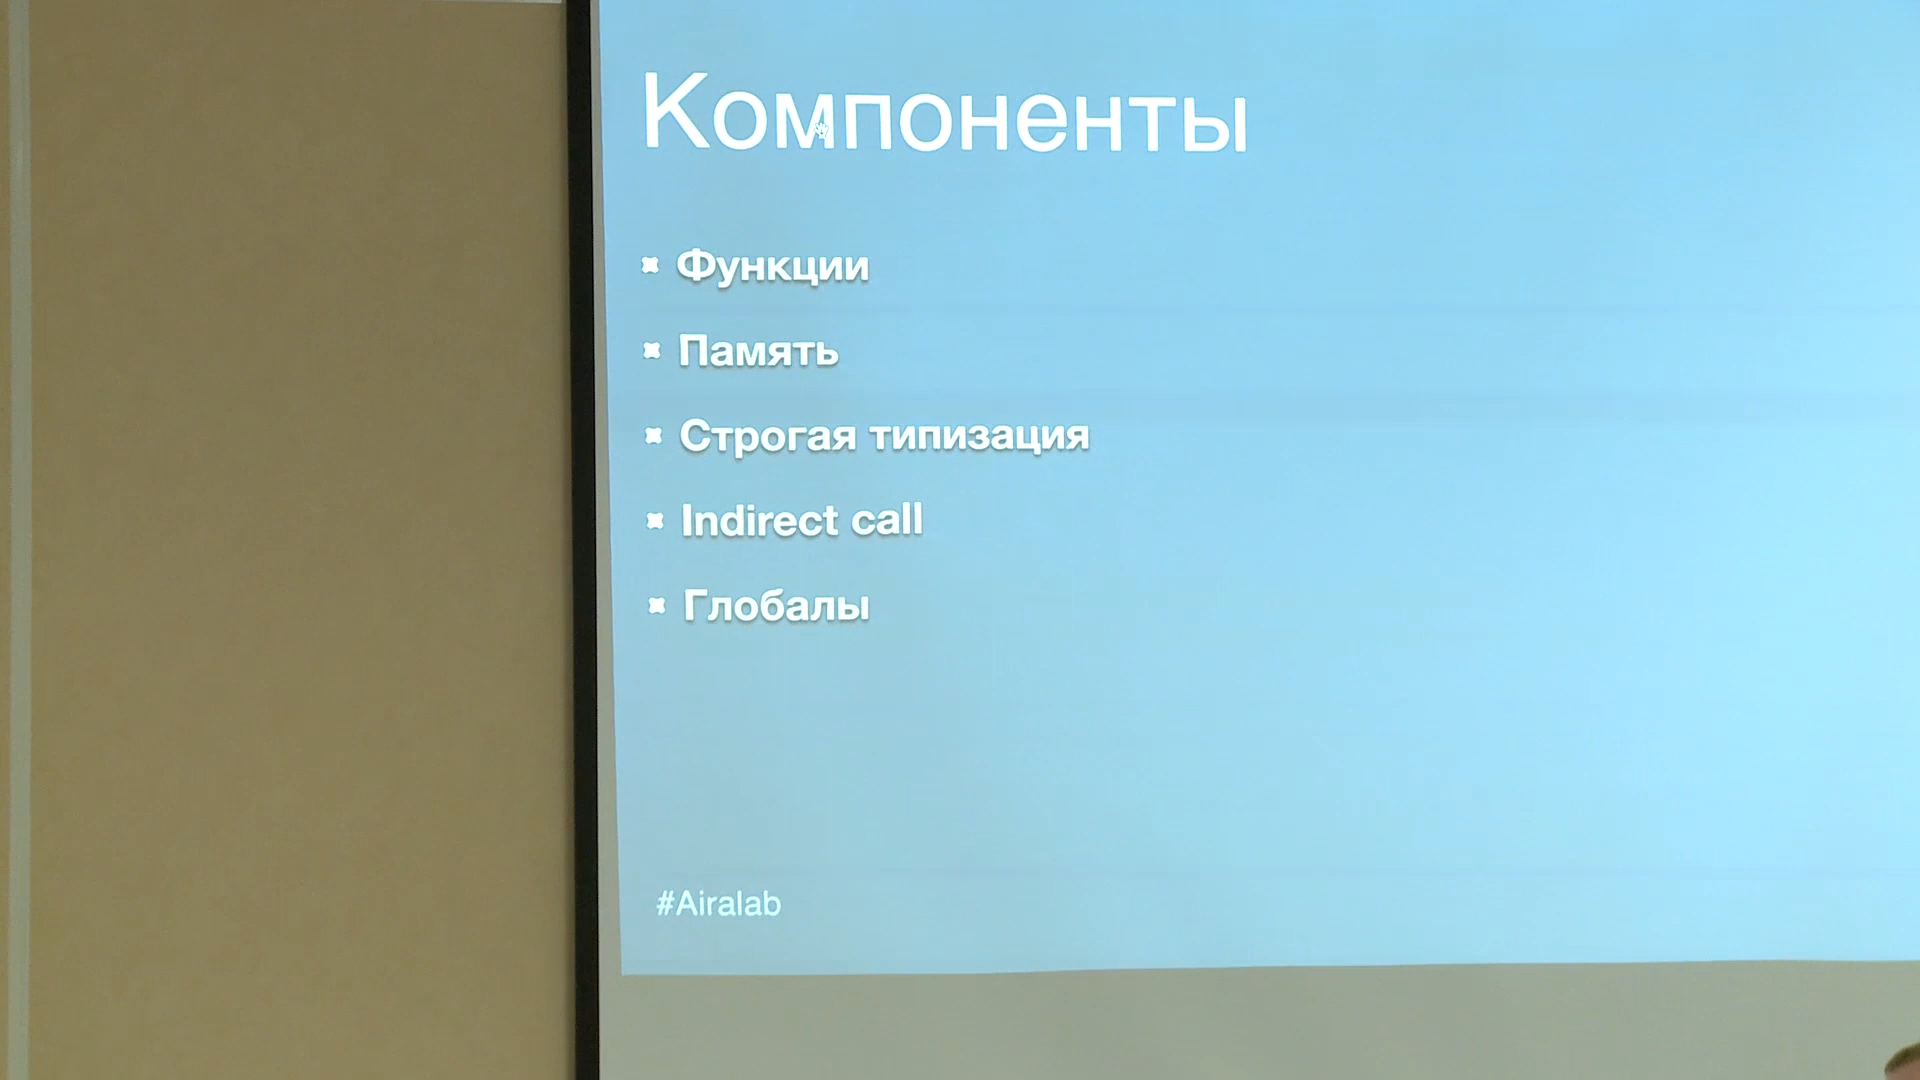 Компоненты
Функции
Память
Строгая типизация
Indirect call
Глобалы
#Airalab